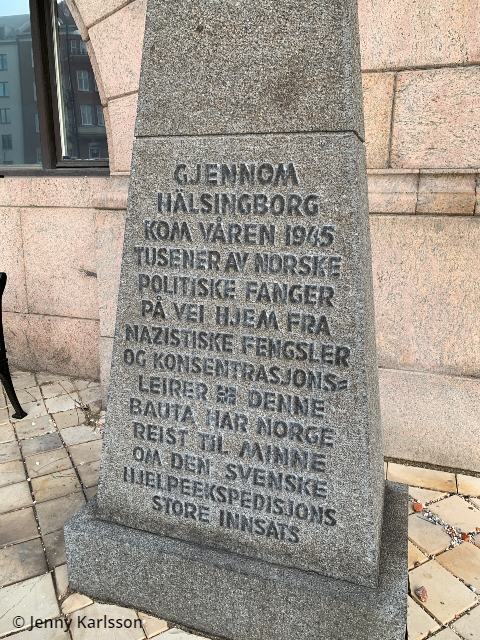 GJENNOM
HÄLSINGBORG
KOM VÅREN 1945
TUSENER AV NORSKE
POLITISKE FANGER
PÅ VEI HJEM FRA
NAZISTISKE FENGSLER
OG KONSENTRASJONS=
LEIRER ⁜ DENNE
BAUTA HAR NORGE
REIST TIL MINNE
OM DEN SVENSKE
HJELPEEKSPEDISJONS
STORE INNSATS
© Jenny Karlsson